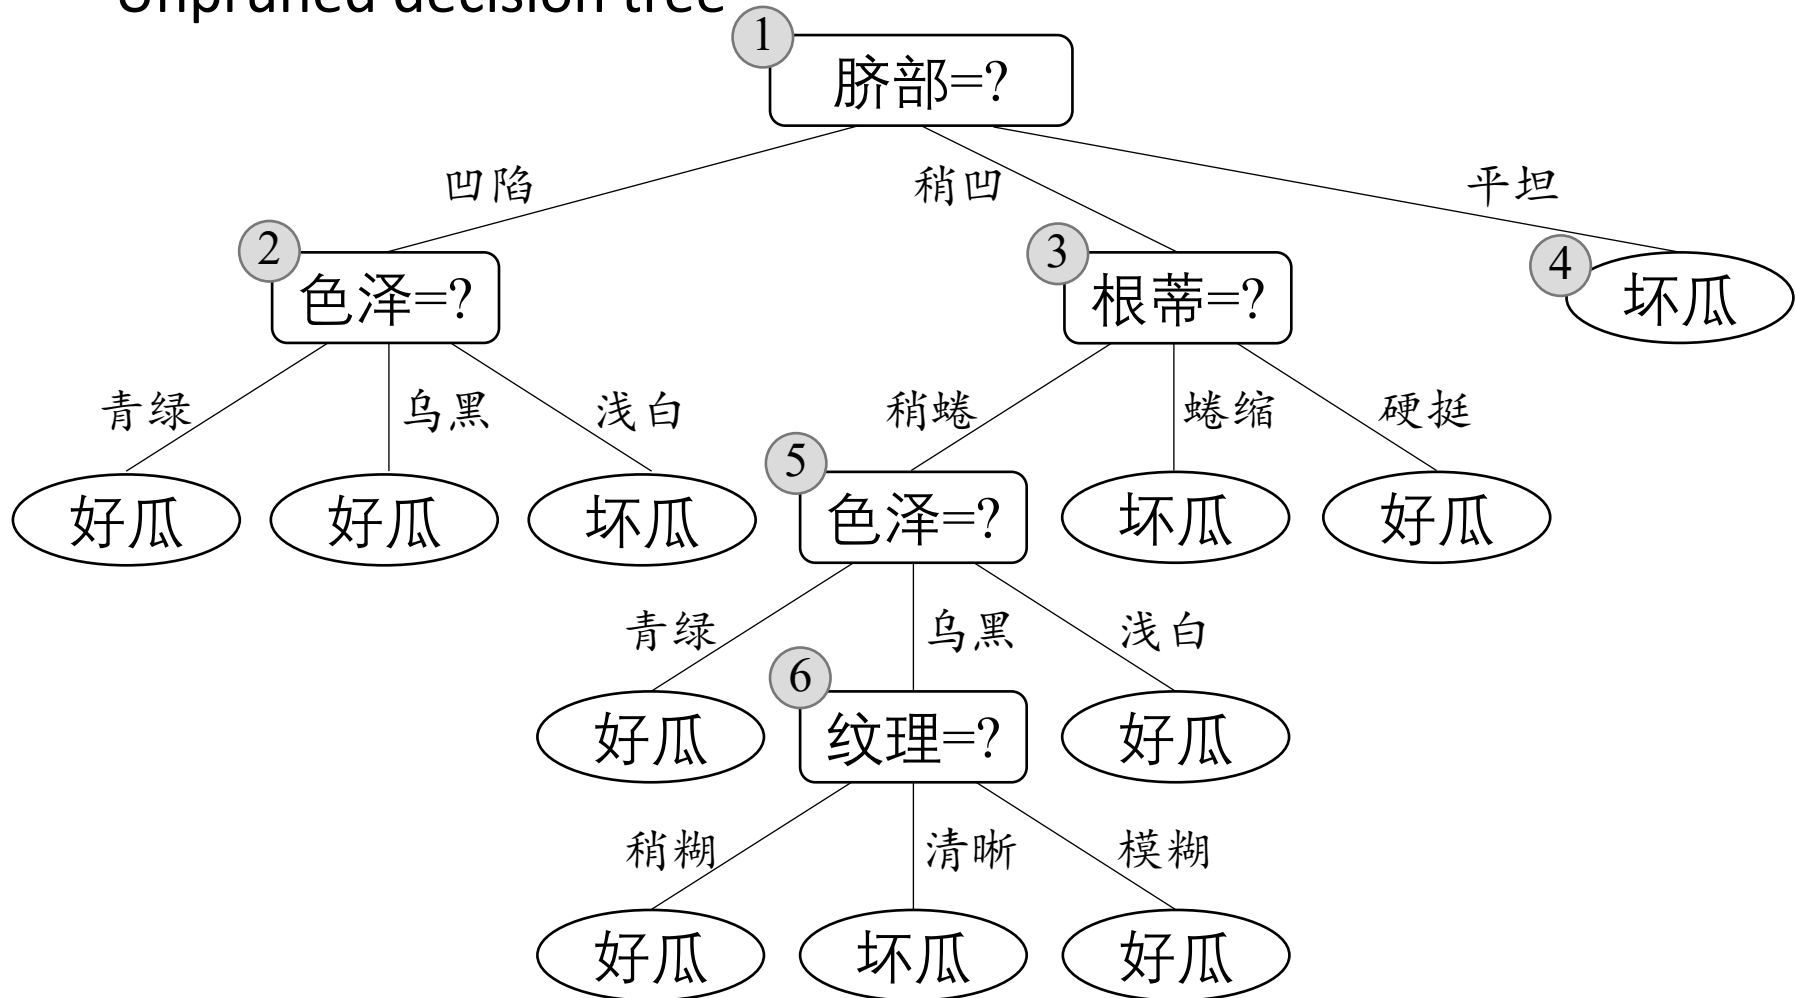 Unpruned decision tree
1
脐部=?
凹陷
稍凹
平坦
2
色泽=?
3
根蒂=?
4
坏瓜
青绿
乌黑
浅白
稍蜷
蜷缩
硬挺
好瓜
好瓜
坏瓜
5
色泽=?
坏瓜
好瓜
青绿
乌黑
浅白
好瓜
6
纹理=?
好瓜
稍糊
清晰
模糊
好瓜
坏瓜
好瓜